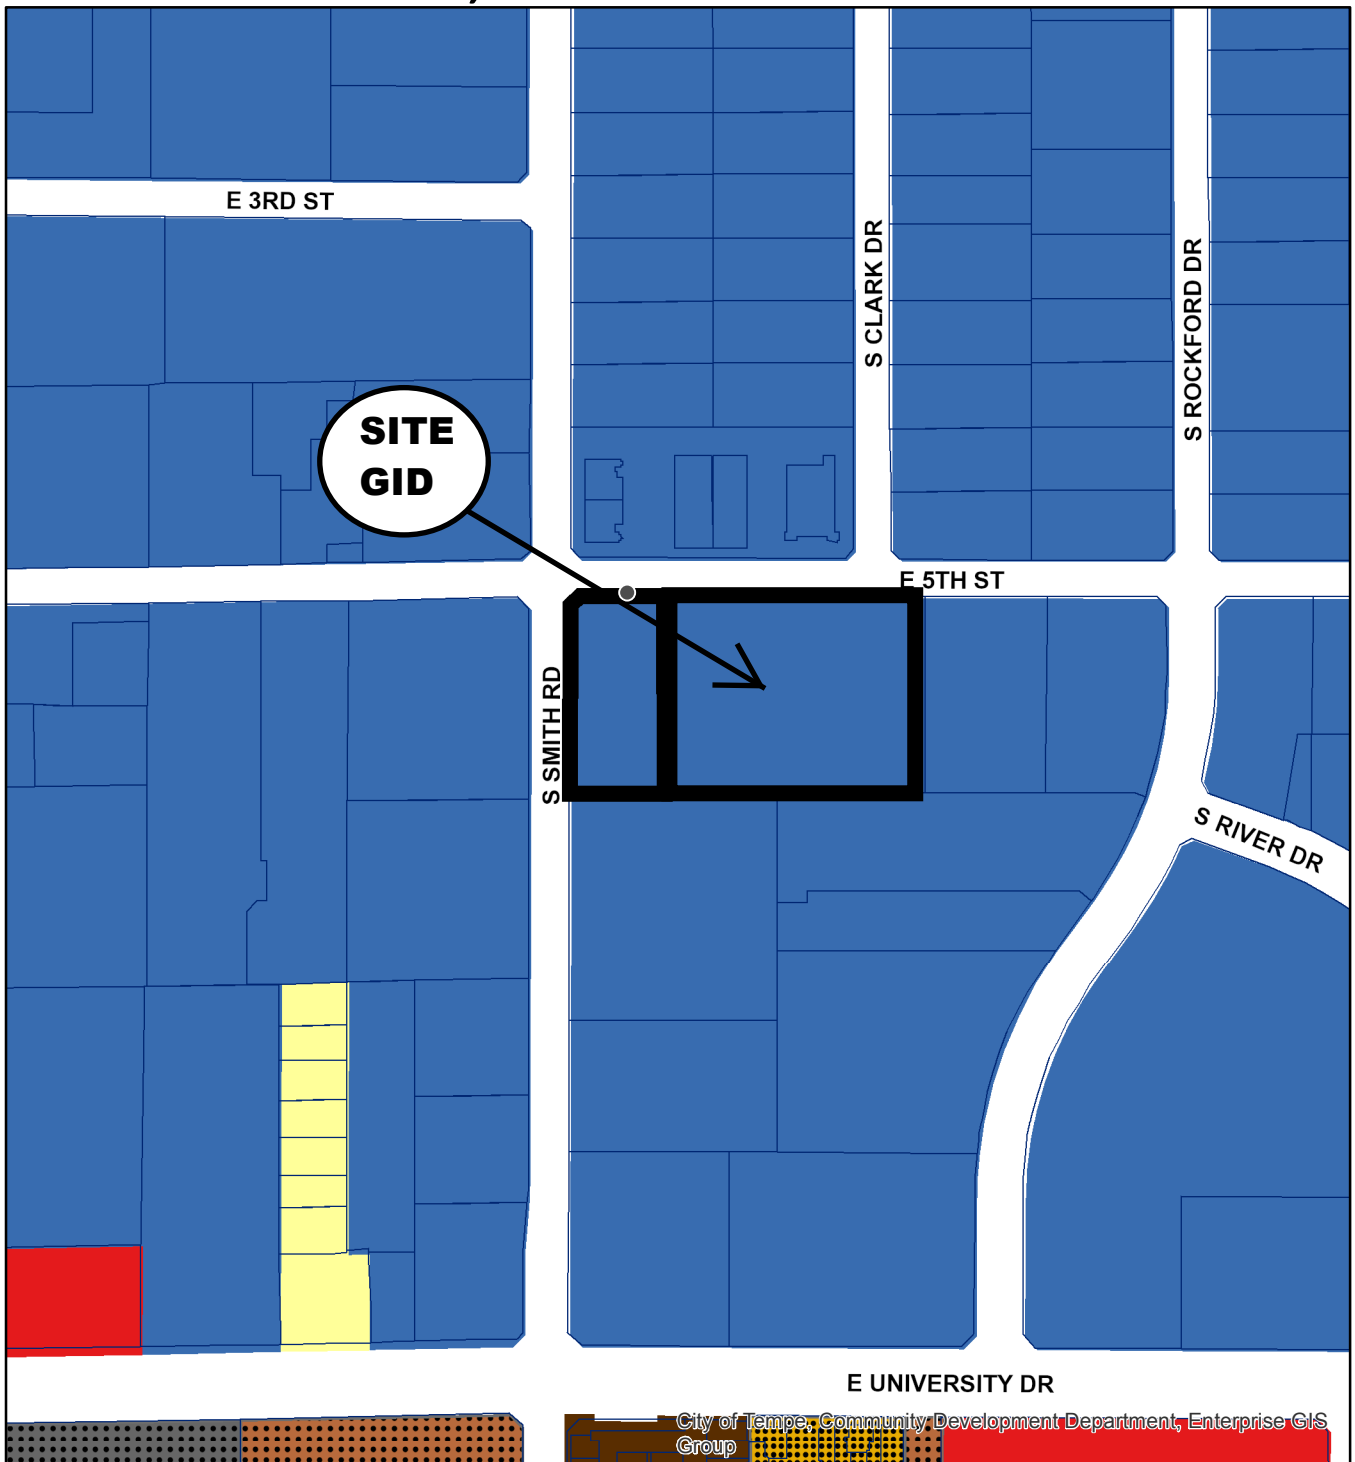 E 3RD ST
S CLARK DR
S ROCKFORD DR
SITE
GID
E 5TH ST
S SMITH RD
S RIVER DR
E UNIVERSITY DR
City of Tempe, Community Development Department, Enterprise GIS
Group